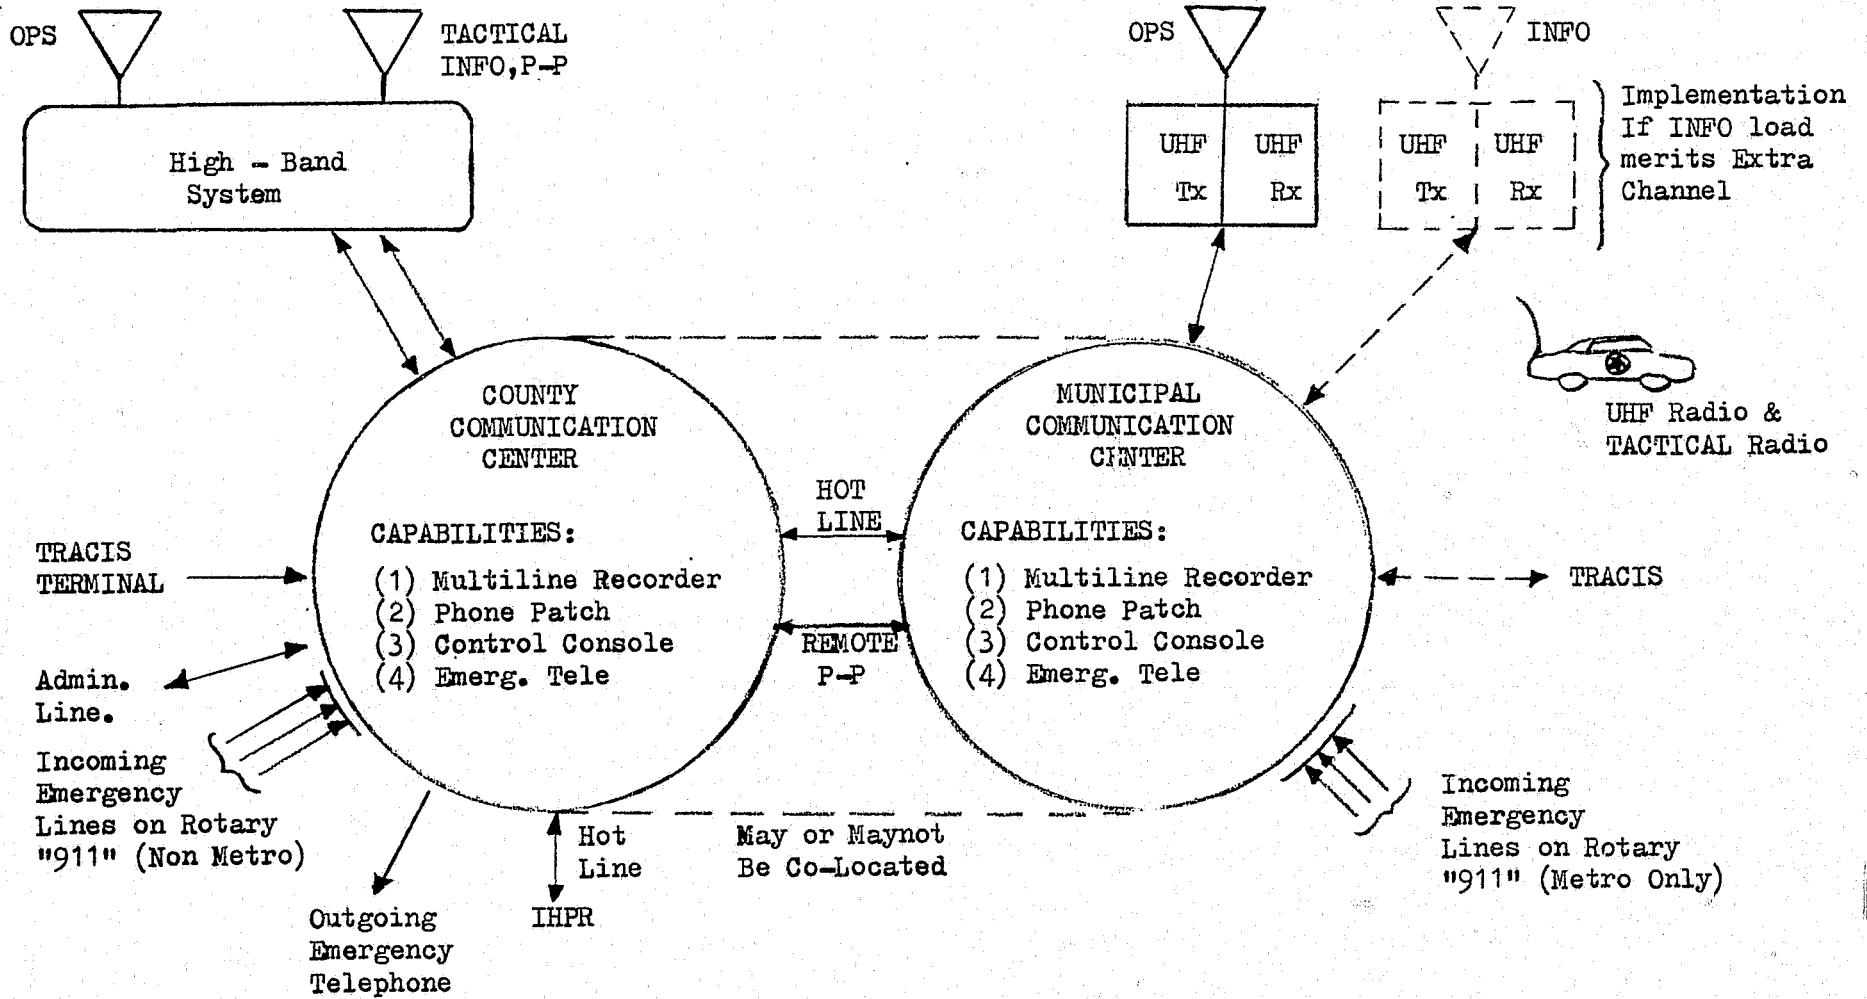 OPS
TACTICAL
INFO,P-P
High - Band
System
OPS
INFO
UHF UHF
Tx Rx
UHF UHF
Tx Rx
Implementation
If INFO load
merits Extra
Channel
UHF Radio &
TACTICAL Radio
COUNTY
COMMUNICATION
CENTER
CAPABILITIES:
(1) Multiline Recorder
(2) Phone Patch
(3) Control Console
(4) Emerg. Tele
HOT
LINE
REMOTE
P-P
MUNICIPAL
COMMUNICATION
CENTER
CAPABILITIES:
(1) Multiline Recorder
(2) Phone Patch
(3) Control Console
(4) Emerg. Tele
TRACIS
TERMINAL
TRACIS
Admin.
Line.
Incoming
Emergency
Lines on Rotary
"911" (Non Metro)
Outgoing
Emergency
Telephone
Hot
Line
IHPR
May or Maynot
Be Co-Located
Incoming
Emergency
Lines on Rotary
"911" (Metro Only)